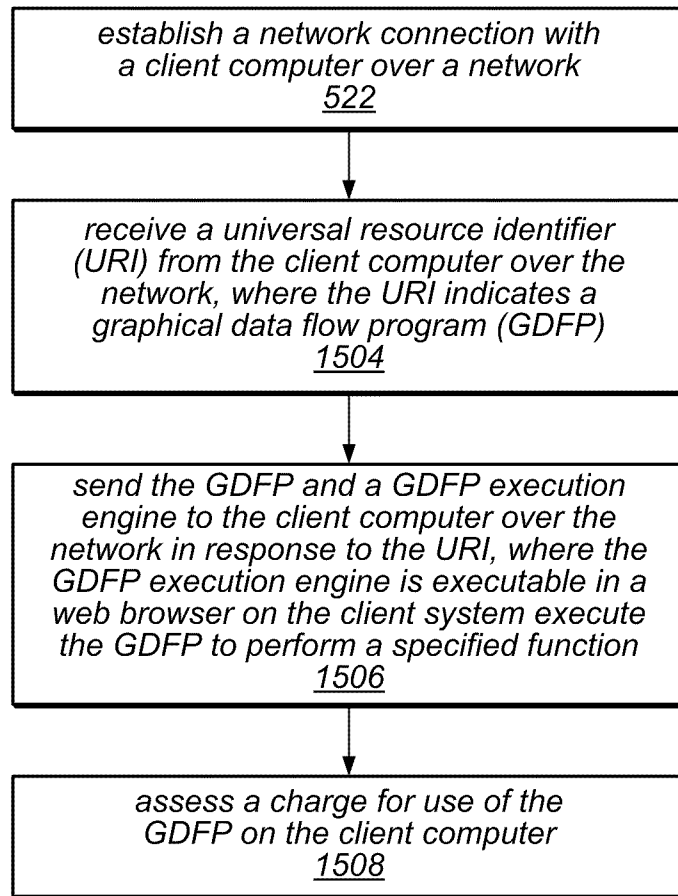 establish a network connection with
a client computer over a network
522
receive a universal resource identifier
(URI) from the client computer over the
network, where the URI indicates a
graphical data flow program (GDFP)
1504
send the GDFP and a GDFP execution
engine to the client computer over the
network in response to the URI, where the
GDFP execution engine is executable in a
web browser on the client system execute
the GDFP to perform a specified function
1506
assess a charge for use of the
GDFP on the client computer
1508